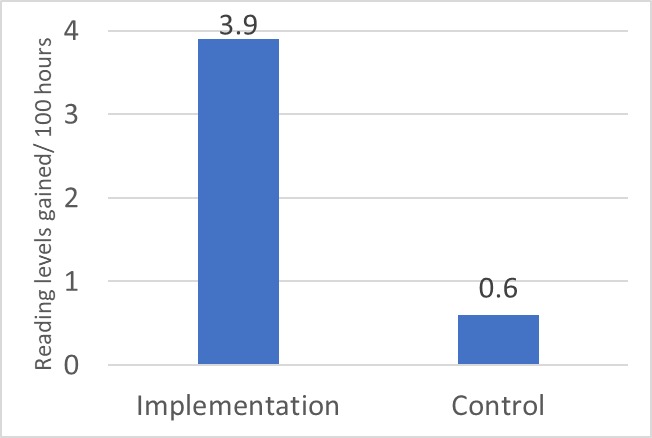 Reading levels gained/ 100 hours
4
3
2
1
0
3.9
0.6
Implementation
Control